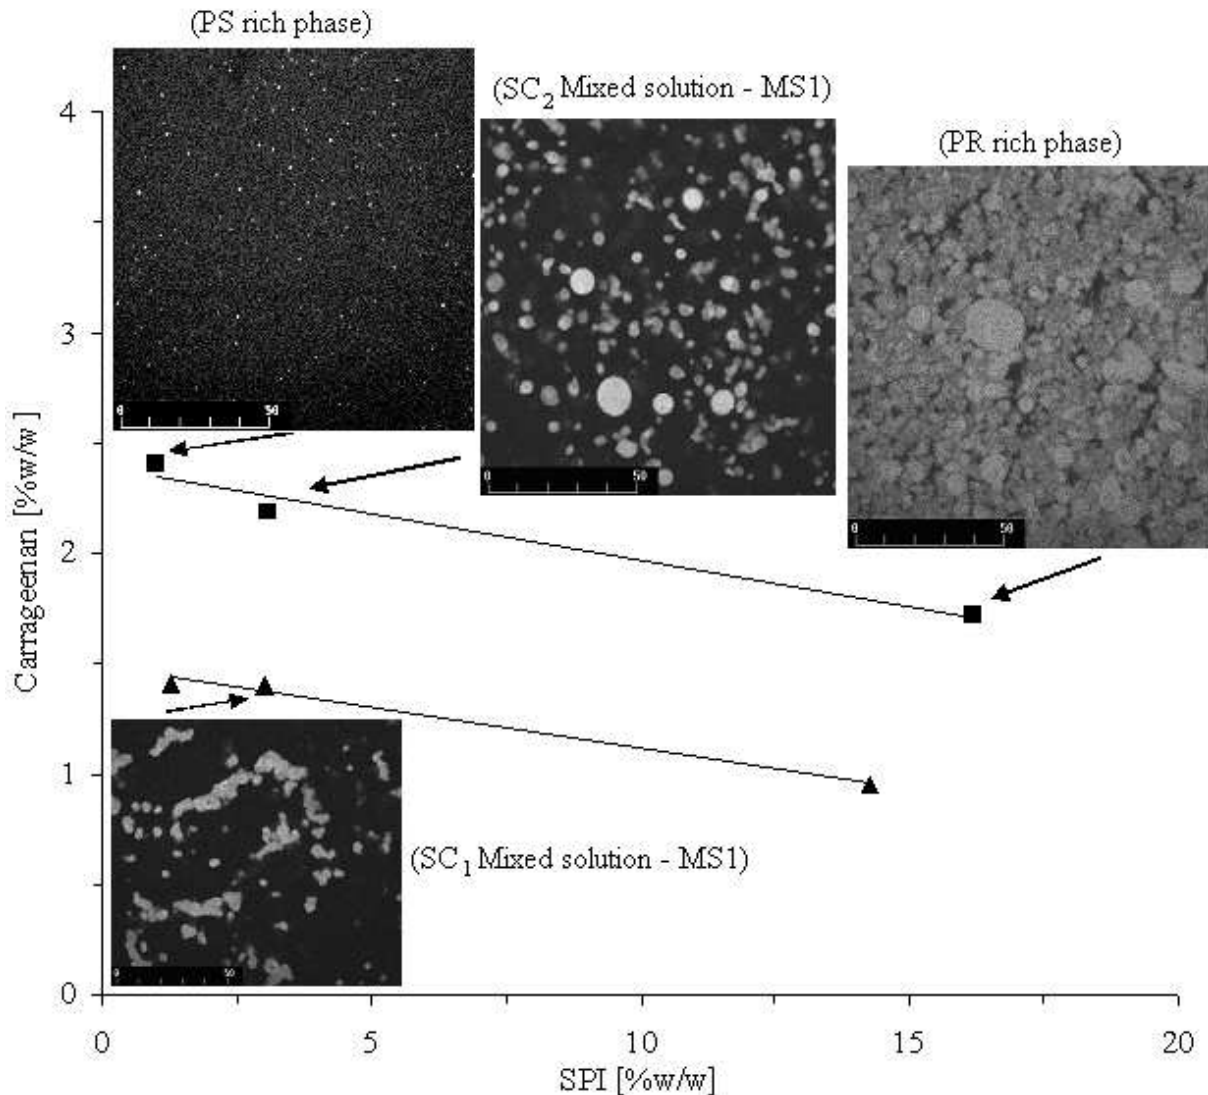 (PS rich phase)
(SC2 Mixed solution - MS1)
(PR rich phase)
4
3
2
1
0
Carrageenan [%w/w]
0 50
0 50
0 50
(SC1 Mixed solution - MS1)
0 50
0 5 10 15 20
SPI [%w/w]